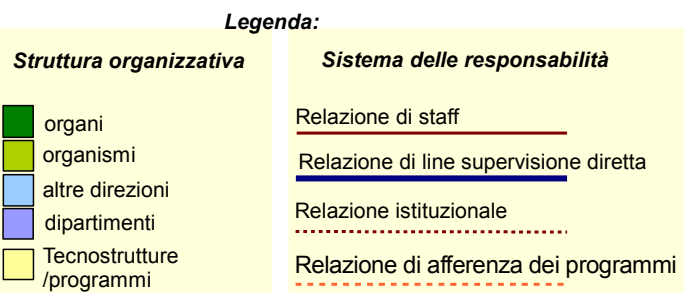 Legenda:
Struttura organizzativa
organi
organismi
altre direzioni
dipartimenti
Tecnostrutture
/programmi
Sistema delle responsabilità
Relazione di staff
Relazione di line supervisione diretta
Relazione istituzionale
Relazione di afferenza dei programmi